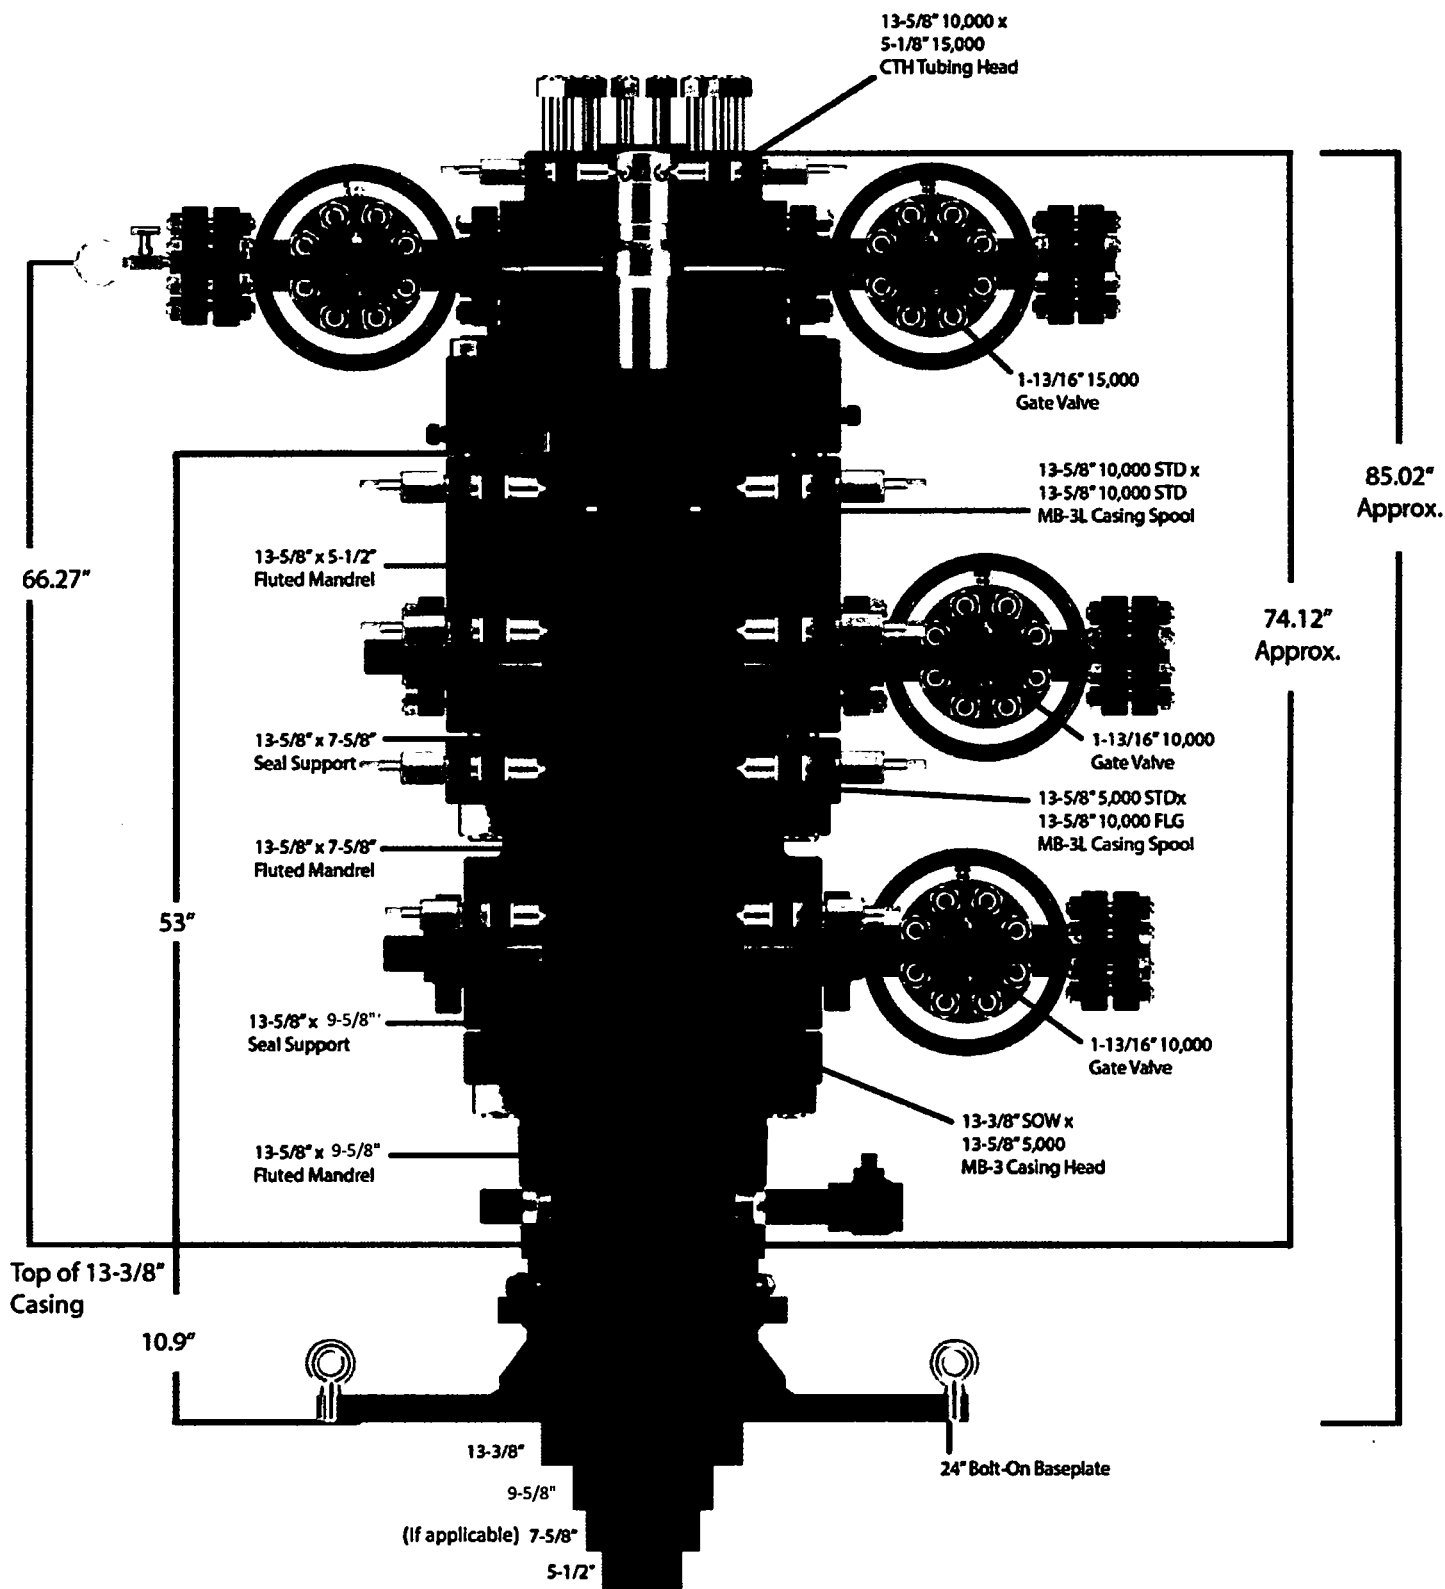 13-5/8" 10,000 x
5-1/8" 15,000
CTH Tubing Head
1-13/16" 15,000
Gate Valve
13-5/8" 10,000 STD x
13-5/8" 10,000 STD
MB-3L Casing Spool
85.02"
Approx.
13-5/8" x 5-1/2"
Fluted Mandrel
66.27"
74.12"
Approx.
13-5/8" x 7-5/8"
Seal Support
1-13/16" 10,000
Gate Valve
13-5/8" 5,000 STDx
13-5/8" 10,000 FLG
MB-3L Casing Spool
13-5/8" x 7-5/8"
Fluted Mandrel
53"
13-5/8" x 9-5/8"
Seal Support
1-13/16" 10,000
Gate Valve
13-3/8" SOW x
13-5/8" 5,000
MB-3 Casing Head
13-5/8" x 9-5/8"
Fluted Mandrel
Top of 13-3/8"
Casing
10.9"
13-3/8"
24" Bolt-On Baseplate
9-5/8"
(If applicable) 7-5/8"
5-1/2"